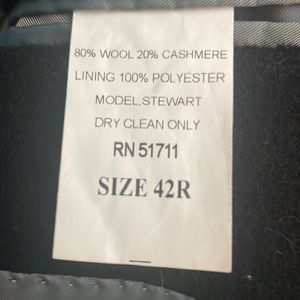 80% WOOL 20% CASHMERE
LINING 100% POLYESTER
MODEL.STEWART
DRY CLEAN ONLY
RN 51711
SIZE 42R